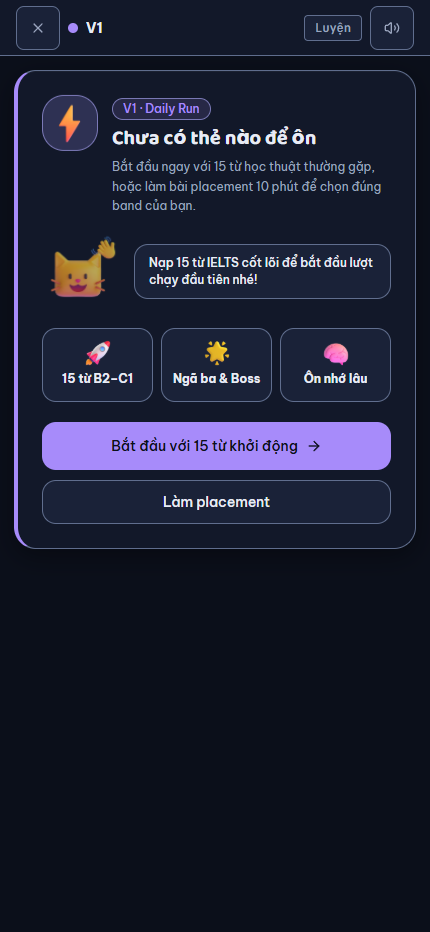 V1
Luyện
V1 · Daily Run
Chưa có thẻ nào để ôn
Bắt đầu ngay với 15 từ học thuật thường gặp,
hoặc làm bài placement 10 phút để chọn đúng
band của bạn.
Nạp 15 từ IELTS cốt lõi để bắt đầu lượt
chạy đầu tiên nhé!
15 từ B2–C1
Ngã ba & Boss
Ôn nhớ lâu
Bắt đầu với 15 từ khởi động →
Làm placement